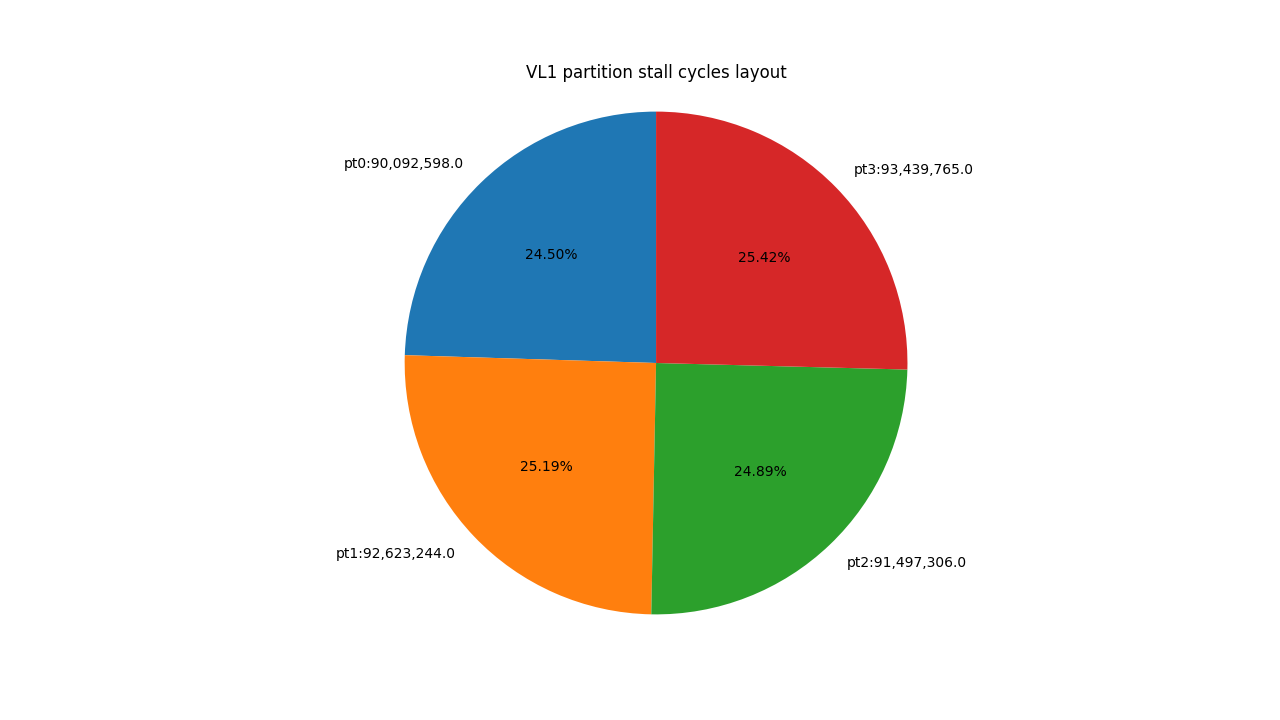 VL1 partition stall cycles layout
pt0:90,092,598.0
pt3:93,439,765.0
24.50%
25.42%
25.19%
24.89%
pt1:92,623,244.0
pt2:91,497,306.0